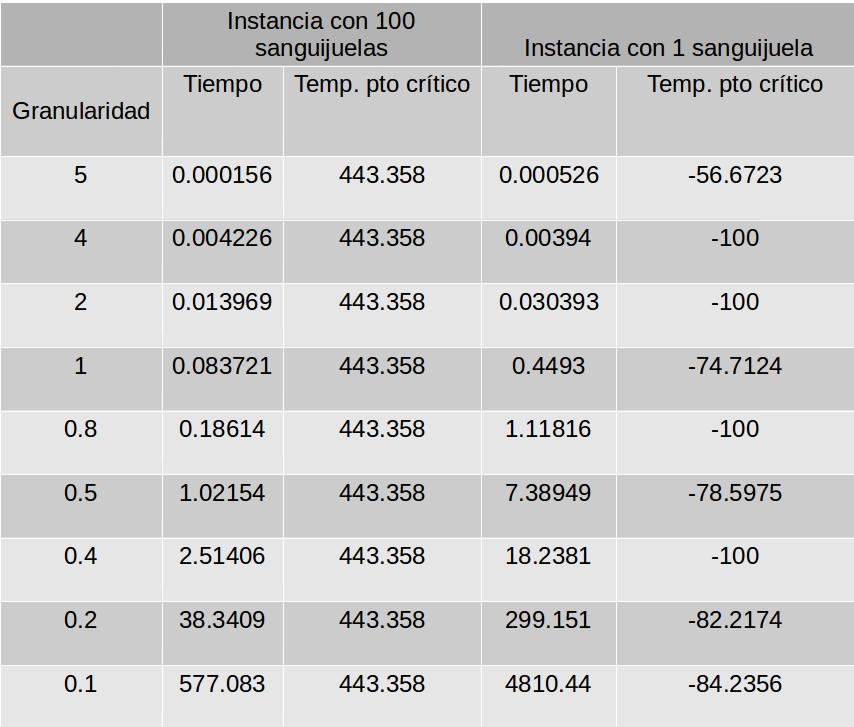 Instancia con 100
sanguijuelas
Instancia con 1 sanguijuela
Granularidad
Tiempo
Temp. pto crítico
Tiempo
Temp. pto crítico
5 0.000156 443.358 0.000526 -56.6723
4 0.004226 443.358 0.00394 -100
2 0.013969 443.358 0.030393 -100
1 0.083721 443.358 0.4493 -74.7124
0.8 0.18614 443.358 1.11816 -100
0.5 1.02154 443.358 7.38949 -78.5975
0.4 2.51406 443.358 18.2381 -100
0.2 38.3409 443.358 299.151 -82.2174
0.1 577.083 443.358 4810.44 -84.2356